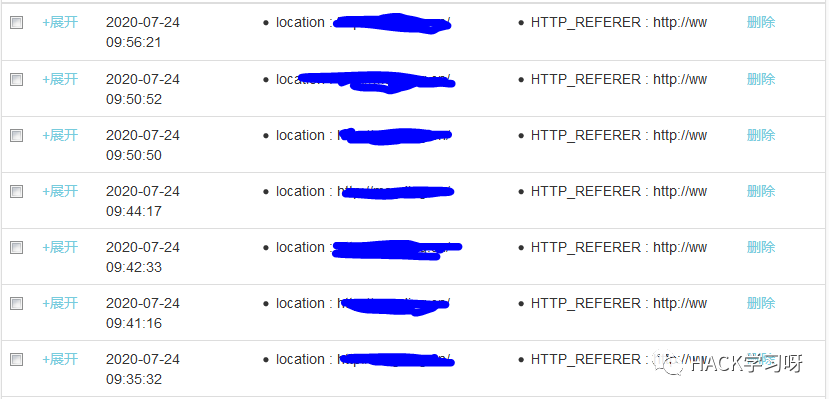 +展开 2020-07-24 location : HTTP_REFERER : http://ww 删除
09:56:21
+展开 2020-07-24 HTTP_REFERER : http://ww 删除
09:50:52
+展开 2020-07-24 location : HTTP_REFERER : http://ww 删除
09:50:50
+展开 2020-07-24 location : HTTP_REFERER : http://ww 删除
09:44:17
+展开 2020-07-24 location : HTTP_REFERER : http://ww 删除
09:42:33
+展开 2020-07-24 location : HTTP_REFERER : http://ww 删除
09:41:16
+展开 2020-07-24 location : HTTP_REFERER : http://ww 删除
HACK学习呀
09:35:32